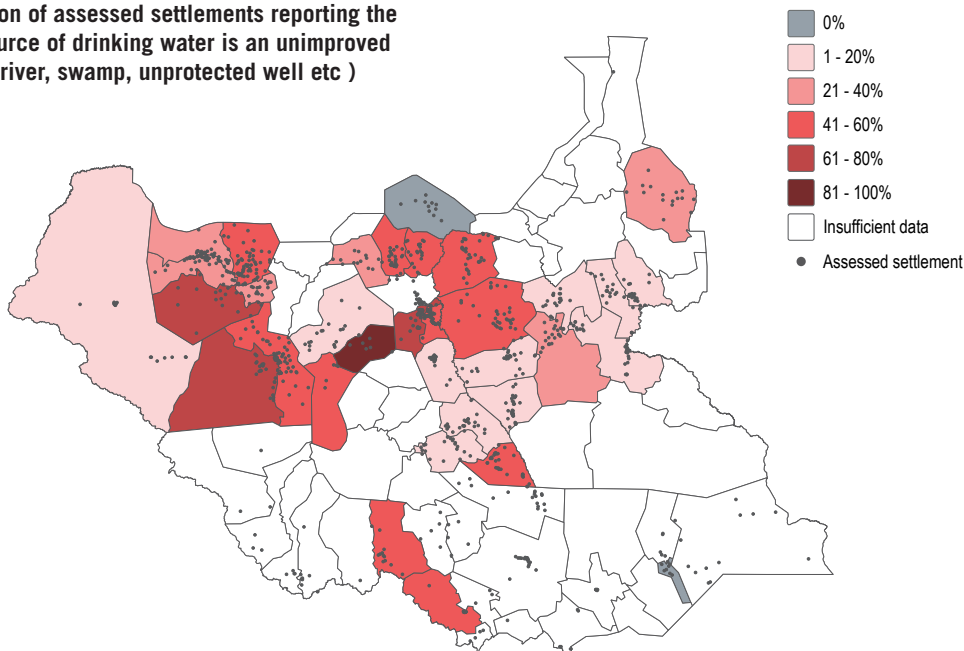 on of assessed settlements reporting the
urce of drinking water is an unimproved
river, swamp, unprotected well etc )
0%
1 - 20%
21 - 40%
41 - 60%
61 - 80%
81 - 100%
Insufficient data
Assessed settlement